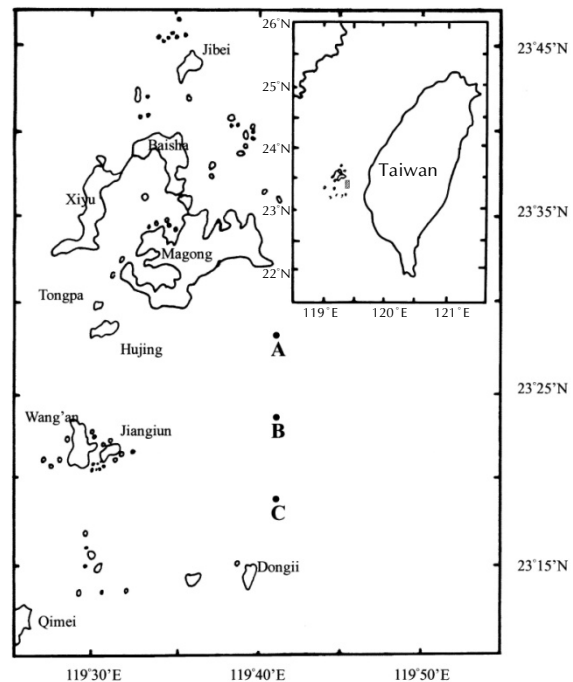 26°N
25°N
24°N
23°N
22°N
119°E
120°E
121°E
Taiwan
Jibei
Baisha
Xiyu
Magong
Tongpa
Hujing
A
Wang'an
Jiangiun
B
C
Dongii
Qimei
23°45'N
23°35'N
23°25'N
23°15'N
119°30'E
119°40'E
119°50'E